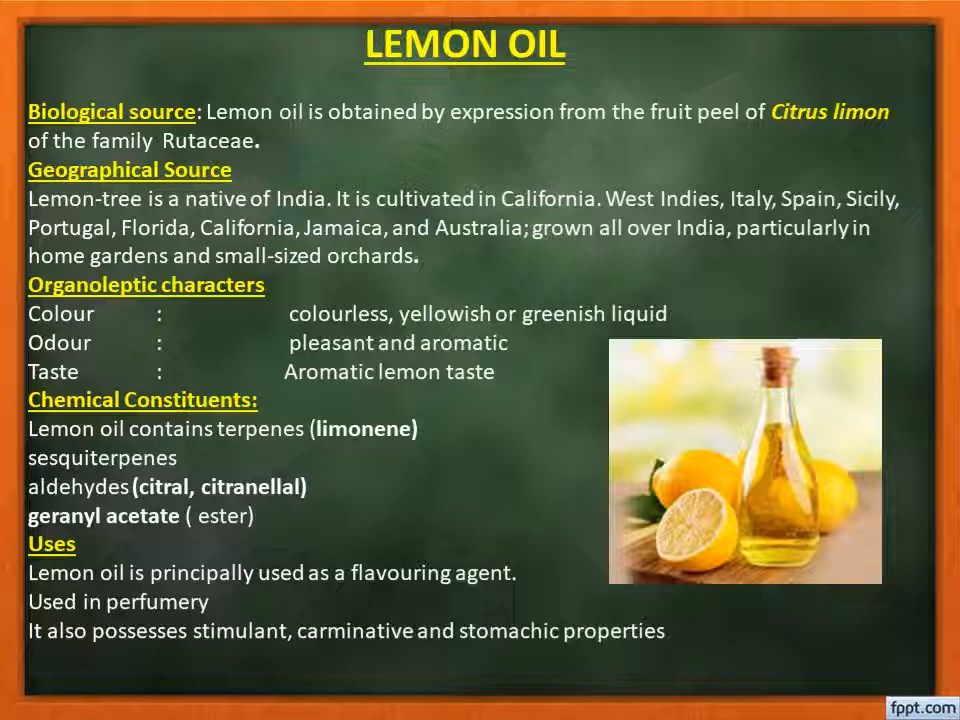 LEMON OIL
Biological source: Lemon oil is obtained by expression from the fruit peel of Citrus limon
of the family Rutaceae.
Geographical Source
Lemon-tree is a native of India. It is cultivated in California. West Indies, Italy, Spain, Sicily,
Portugal, Florida, California, Jamaica, and Australia; grown all over India, particularly in
home gardens and small-sized orchards.
Organoleptic characters
Colour : colourless, yellowish or greenish liquid
Odour : pleasant and aromatic
Taste : Aromatic lemon taste
Chemical Constituents:
Lemon oil contains terpenes (limonene)
sesquiterpenes
aldehydes (citral, citranellal)
geranyl acetate ( ester)
Uses
Lemon oil is principally used as a flavouring agent.
Used in perfumery
It also possesses stimulant, carminative and stomachic properties
fppt.com